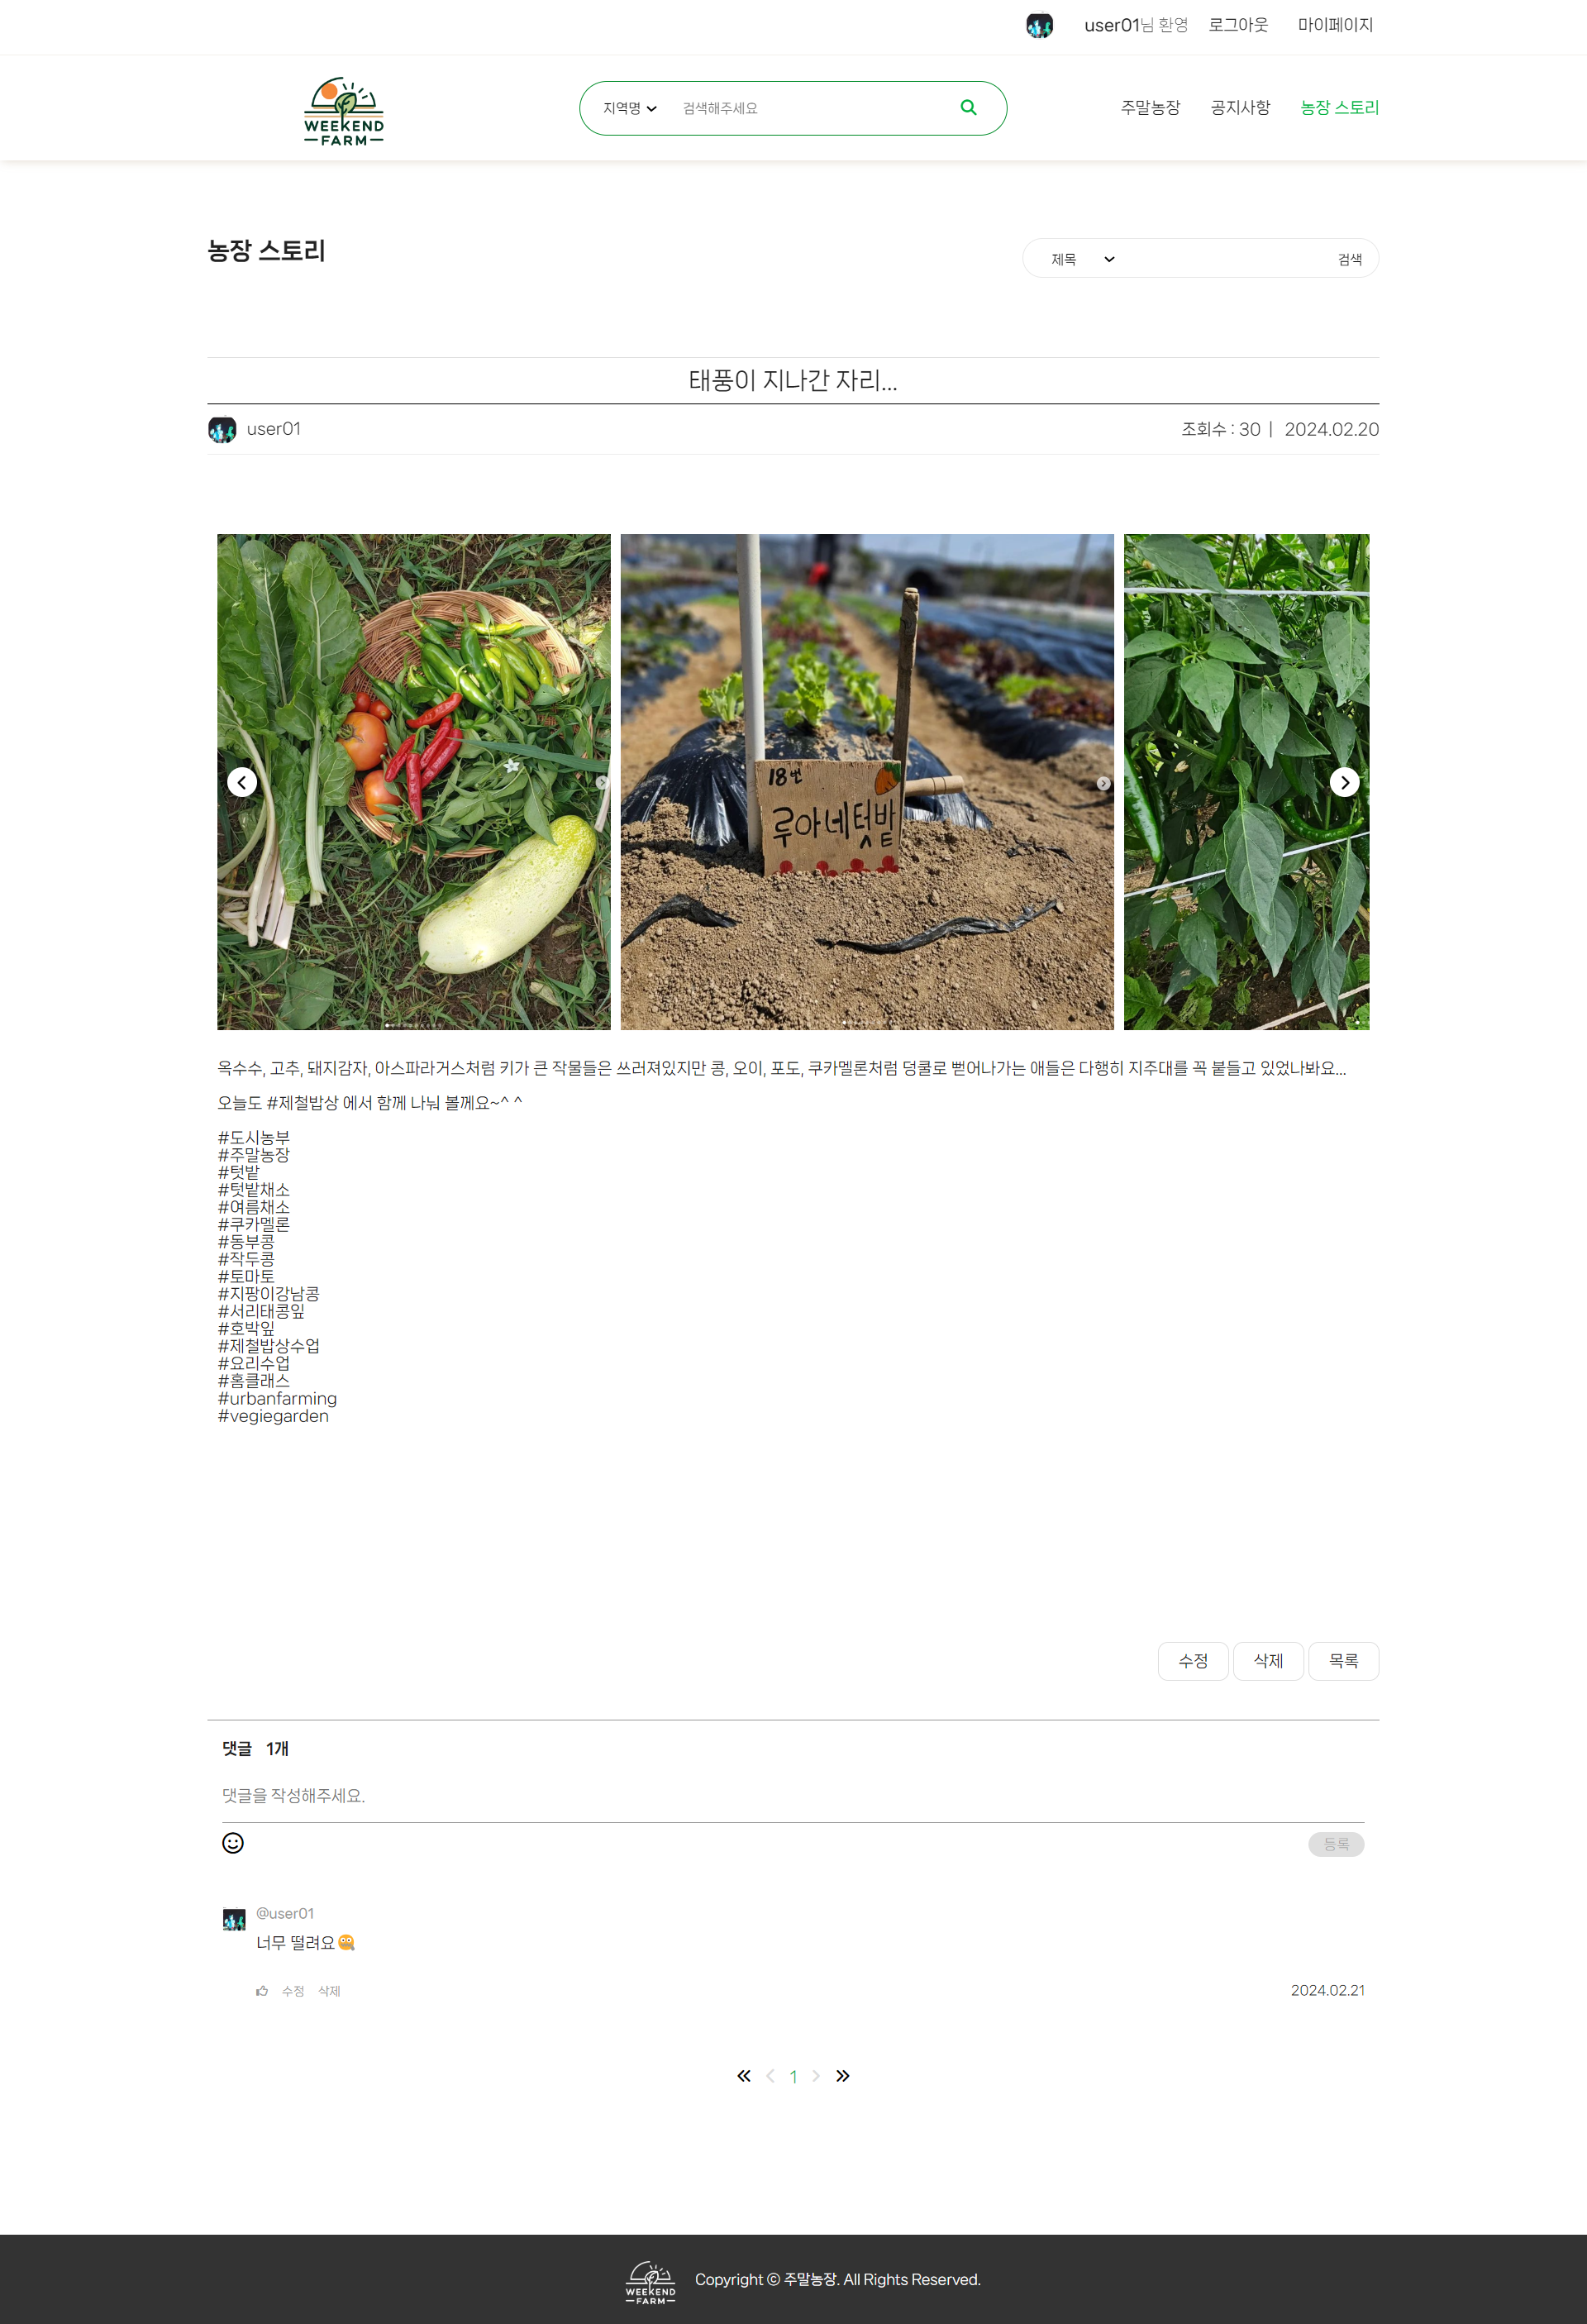 user01님 환영 로그아웃 마이페이지
WEEKEND
FARM
지역명 검색해주세요
주말농장 공지사항 농장 스토리
농장 스토리
제목 검색
태풍이 지나간 자리...
user01
조회수 : 30 | 2024.02.20
18번
루아네텃밭
옥수수, 고추, 돼지감자, 아스파라거스처럼 키가 큰 작물들은 쓰러져있지만 콩, 오이, 포도, 쿠카멜론처럼 덩쿨로 뻗어나가는 애들은 다행히 지주대를 꼭 붙들고 있었나봐요...
오늘도 #제철밥상 에서 함께 나눠 볼께요~^ ^
#도시농부
#주말농장
#텃밭
#텃밭채소
#여름채소
#쿠카멜론
#동부콩
#작두콩
#토마토
#지팡이강남콩
#서리태콩잎
#호박잎
#제철밥상수업
#요리수업
#홈클래스
#urbanfarming
#vegiegarden
수정 삭제 목록
댓글 1개
댓글을 작성해주세요.
등록
@user01
너무 떨려요🤐
수정 삭제
2024.02.21
1
WEEKEND
FARM
Copyright ⓒ 주말농장. All Rights Reserved.